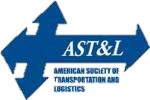 AST&L
AMERICAN SOCIETY OF
TRANSPORTATION AND
LOGISTICS